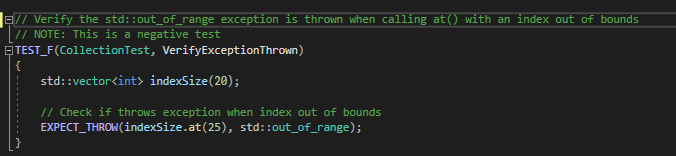 // Verify the std::out_of_range exception is thrown when calling at() with an index out of bounds
// NOTE: This is a negative test
TEST_F(CollectionTest, VerifyExceptionThrown)
{
    std::vector<int> indexSize(20);
    // Check if throws exception when index out of bounds
    EXPECT_THROW(indexSize.at(25), std::out_of_range);
}